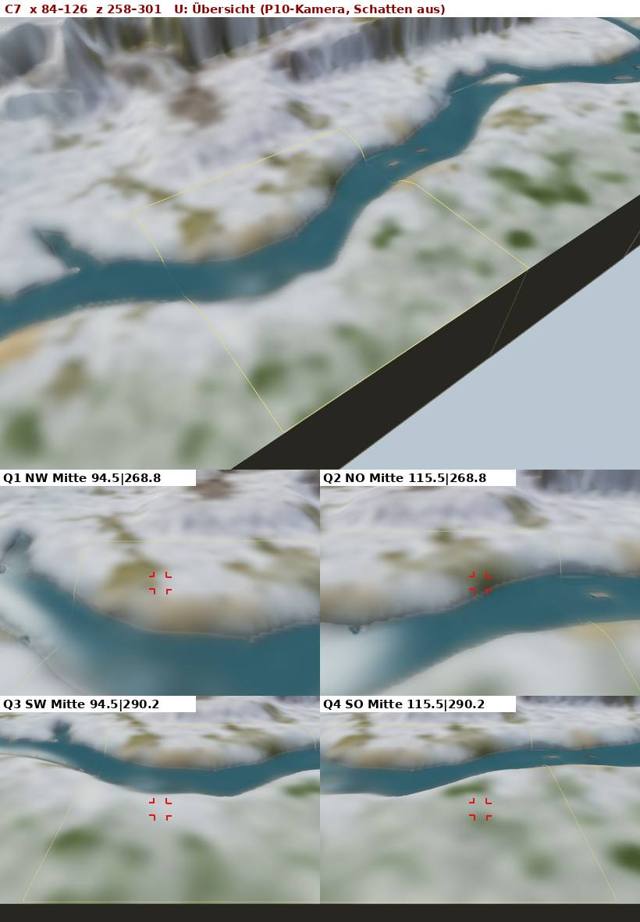 C7 x 84–126 z 258–301 U: Übersicht (P10-Kamera, Schatten aus)
Q1 NW Mitte 94.5|268.8
Q2 NO Mitte 115.5|268.8
Q3 SW Mitte 94.5|290.2
Q4 SO Mitte 115.5|290.2